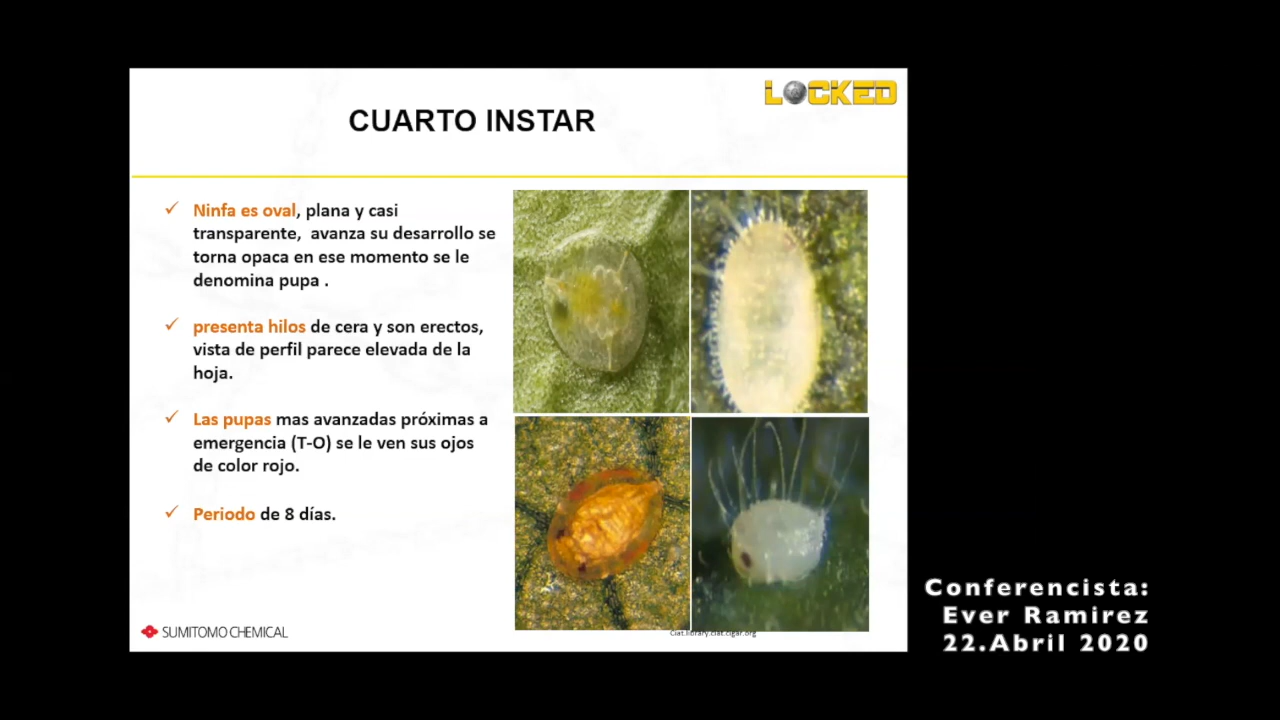 LOCKED
CUARTO INSTAR
Ninfa es oval, plana y casi
transparente, avanza su desarrollo se
torna opaca en ese momento se le
denomina pupa .
presenta hilos de cera y son erectos,
vista de perfil parece elevada de la
hoja.
Las pupas mas avanzadas próximas a
emergencia (T-O) se le ven sus ojos
de color rojo.
Periodo de 8 días.
SUMITOMO CHEMICAL
Ciat.library.ciat.cigar.org
Conferencista:
Ever Ramirez
22.Abril 2020